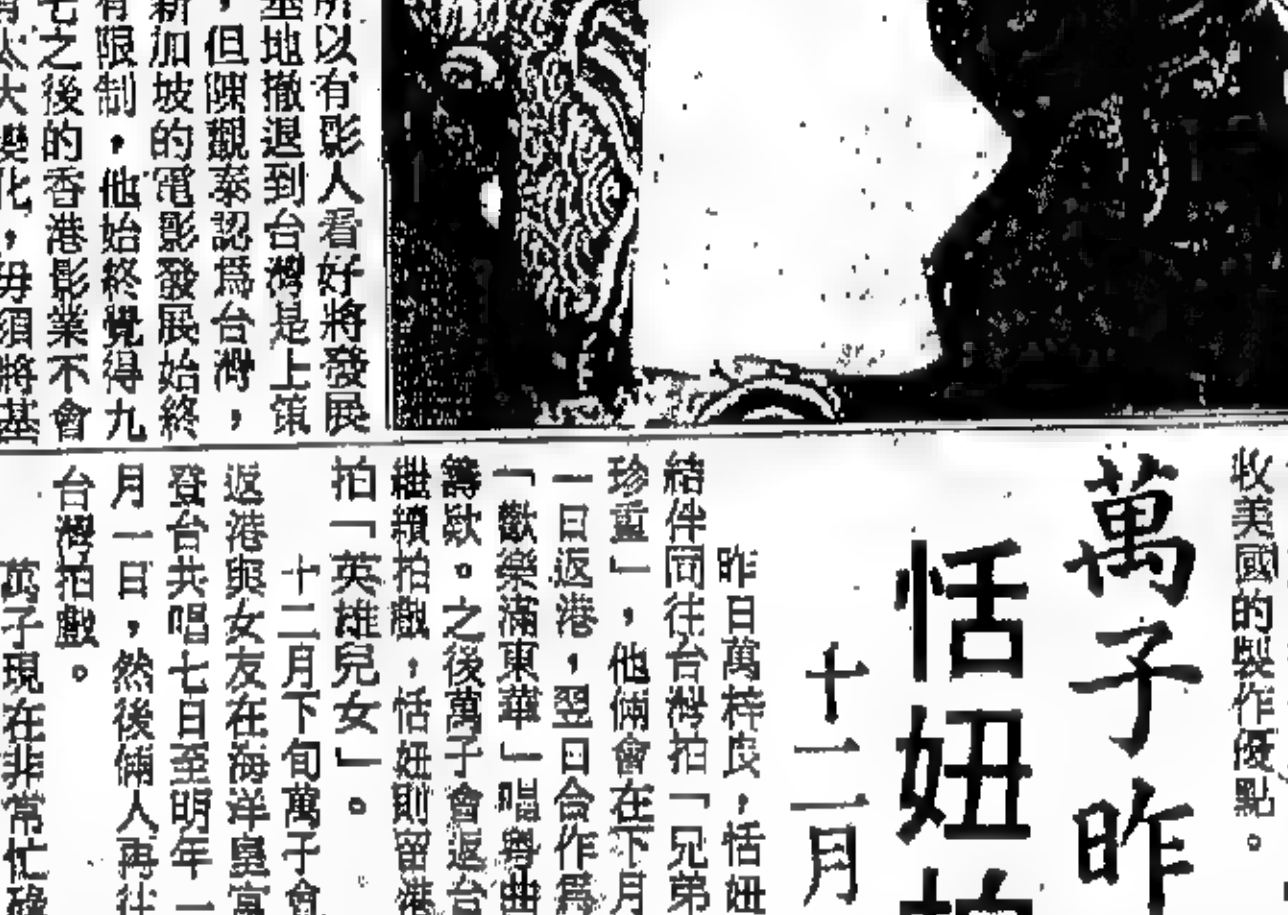 收美國的製作優點。
萬子昨
恬妞拍
十二月
昨日萬梓良,恬妞
結伴同往台灣拍「兄弟
珍重」,他倆會在下月
一日返港,翌日合作爲
「歡樂滿東華」唱粵曲
籌欵。之後萬子會返台
繼續拍戲,恬妞則留港
拍「英雄兒女」。
十二月下旬萬子會
返港與女友在海洋皇宮
登台共唱七日至明年一
月一日,然後倆人再往
台灣拍戲。
萬子現在非常忙碌
所以有影人看好將發展
基地撤退到台灣是上策
,但陳觀泰認爲台灣,
新加坡的電影發展始終
有限制,他始終覺得九
七之後的香港影業不會
有太大變化,毋須將基